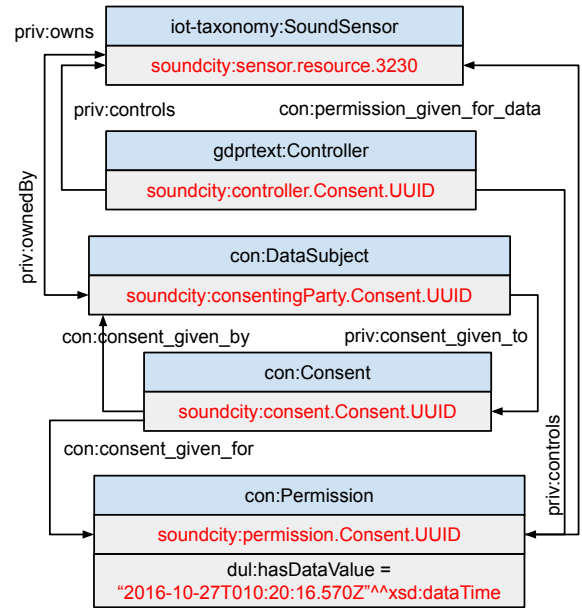 priv:owns
iot-taxonomy:SoundSensor
soundcity:sensor.resource.3230
priv:controls
con:permission_given_for_data
gdprtext:Controller
soundcity:controller.Consent.UUID
priv:ownedBy
con:DataSubject
soundcity:consentingParty.Consent.UUID
con:consent_given_by
priv:consent_given_to
con:Consent
soundcity:consent.Consent.UUID
con:consent_given_for
priv:controls
con:Permission
soundcity:permission.Consent.UUID
dul:hasDataValue =
“2016-10-27T010:20:16.570Z”^^xsd:dataTime